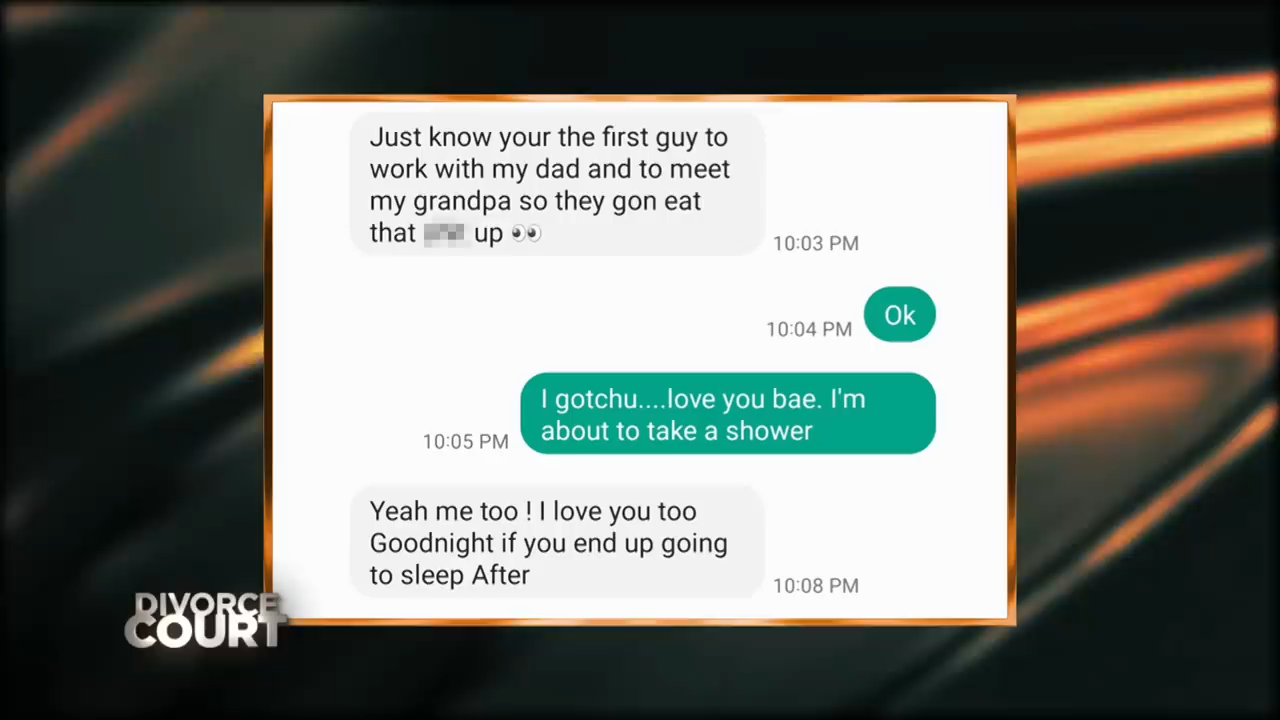 Just know your the first guy to
work with my dad and to meet
my grandpa so they gon eat
that up 👀
10:03 PM
Ok
10:04 PM
I gotchu....love you bae. I'm
about to take a shower
10:05 PM
Yeah me too ! I love you too
Goodnight if you end up going
to sleep After
10:08 PM
DIVORCE
COURT